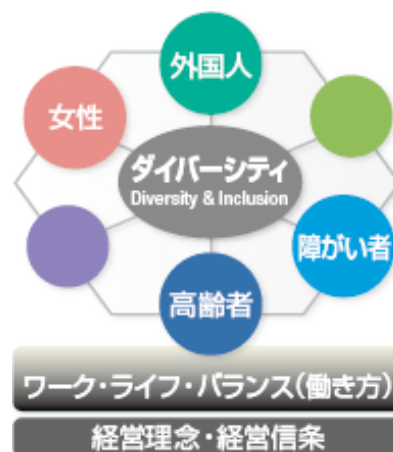 外国人
女性
ダイバーシティ
Diversity & Inclusion
障がい者
高齢者
ワーク・ライフ・バランス(働き方)
経営理念・経営信条